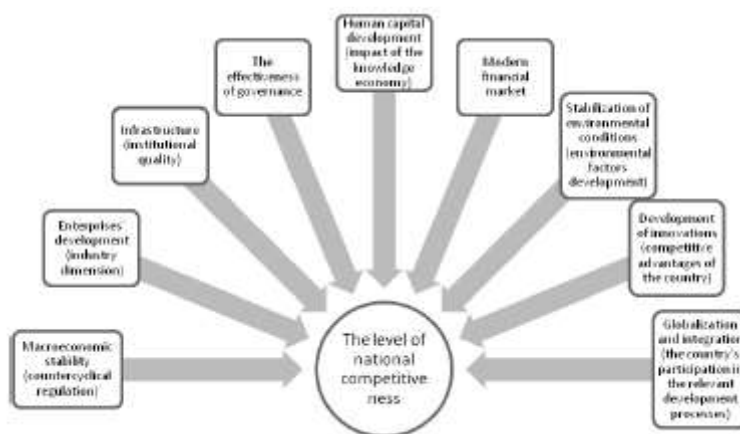 Human capital
development
(impact of the
knowledge
economy)
The
effectiveness
of governance
Modern
financial
market
Infrastructure
(institutional
quality)
Stabilization of
environmental
conditions
(environmental
factors
development)
Enterprises
development
(industry
dimension)
Development
of innovations
(competitive
advantages of
the country)
Macroeconomic
stability
(countercyclical
regulation)
The level of
national
competitive
ness
Globalization
and integration
(the country's
participation in
the relevant
development
processes)